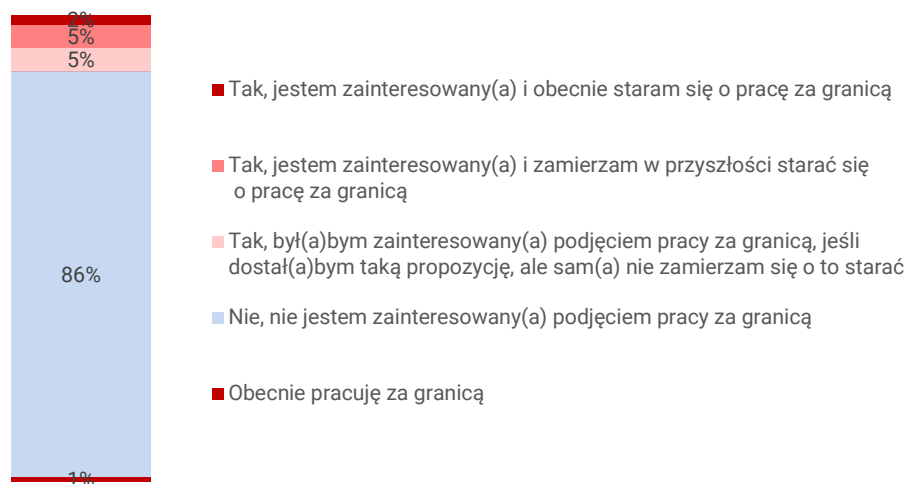 2%
5%
5%
86%
1%
Tak, jestem zainteresowany(a) i obecnie staram się o pracę za granicą
Tak, jestem zainteresowany(a) i zamierzam w przyszłości starać się
o pracę za granicą
Tak, był(a)bym zainteresowany(a) podjęciem pracy za granicą, jeśli
dostał(a)bym taką propozycję, ale sam(a) nie zamierzam się o to starać
Nie, nie jestem zainteresowany(a) podjęciem pracy za granicą
Obecnie pracuję za granicą